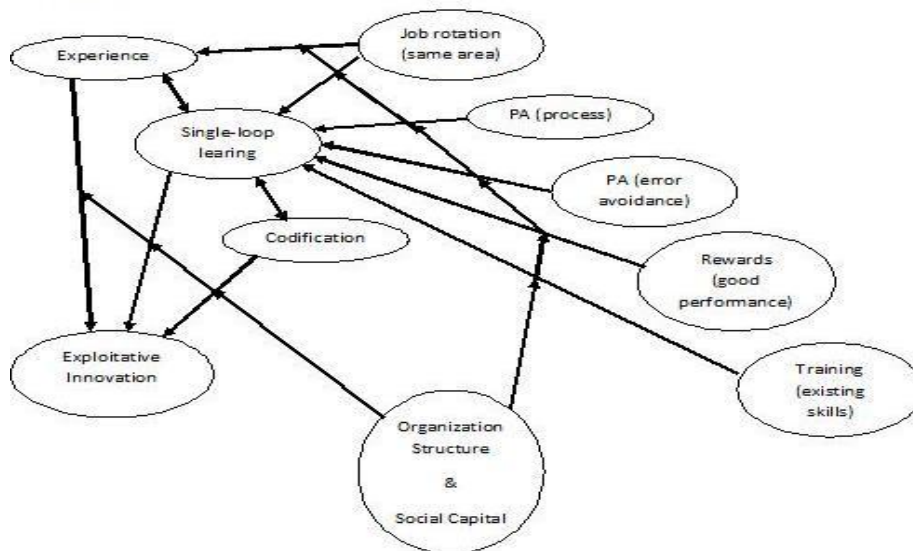 Experience
Job rotation
(same area)
PA (process)
Single-loop
learing
PA (error
avoidance)
Codification
Rewards
(good
performance)
Exploitative
Innovation
Training
(existing
skills)
Organization
Structure
&
Social Capital